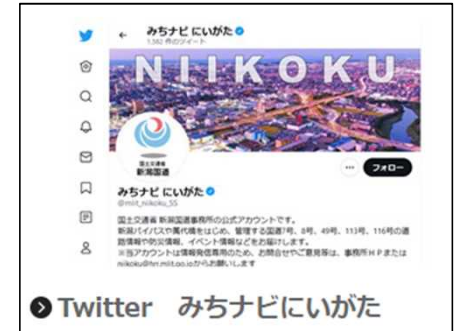 みちナビ にいがた
1,582 件のツイート
NIIKOKU
国土交通省
新潟国道
フォロー
みちナビ にいがた
@mlit_niikoku_SS
国土交通省 新潟国道事務所の公式アカウントです。
新潟バイパスや萬代橋をはじめ、管理する国道7号、8号、49号、113号、116号の道
路情報や防災情報、イベント情報などをお届けします。
※当アカウントは情報発信専用のため、お問合せやご意見等は、事務所HPまたは
niikoku@hrr.mlit.go.jpからお願いします
Twitter みちナビにいがた